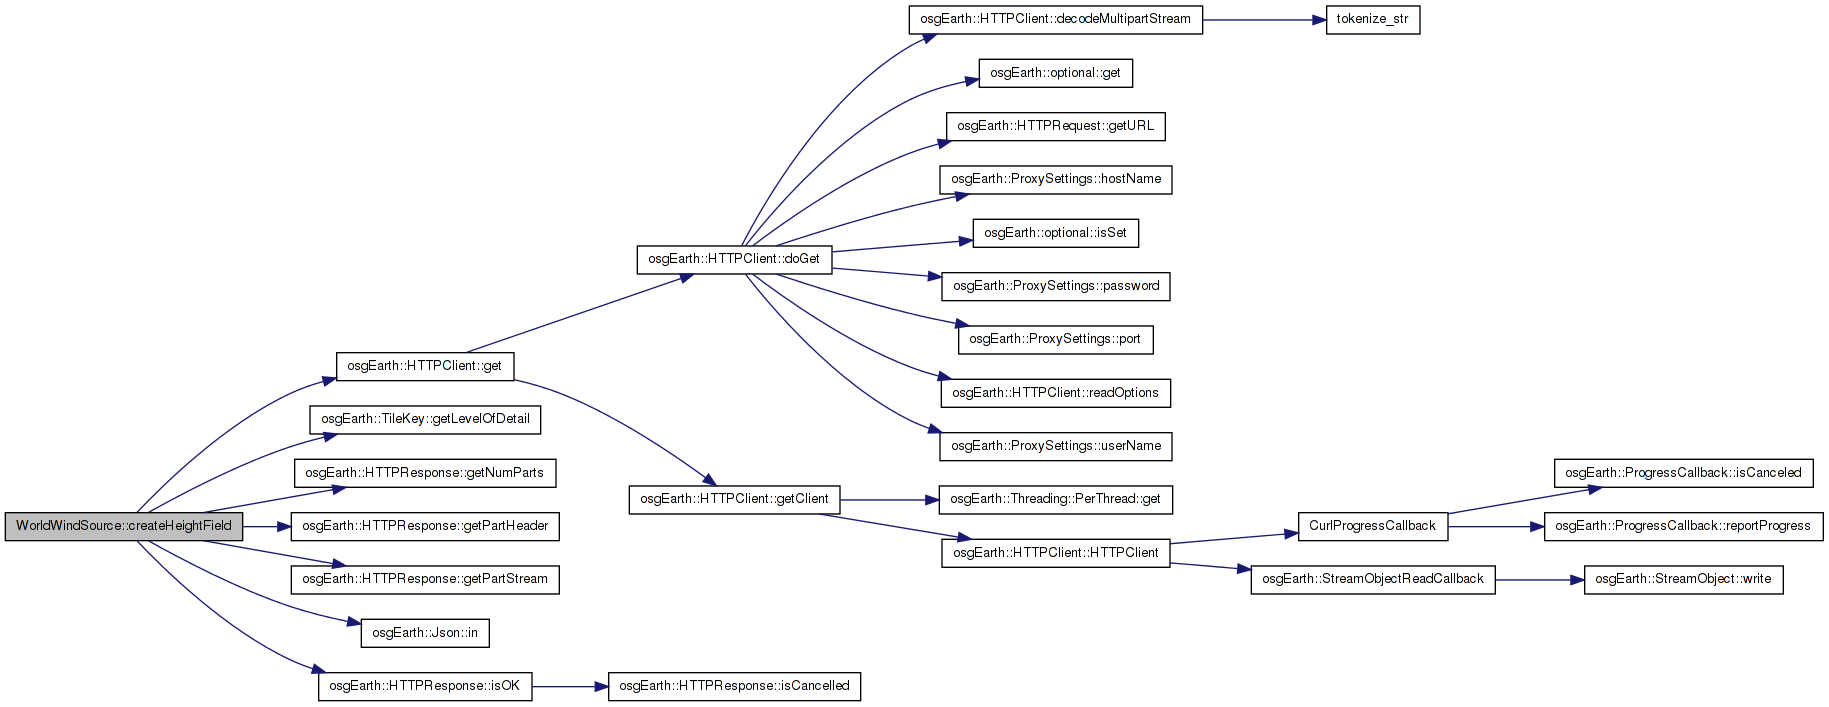 osgEarth::HTTPClient::decodeMultipartStream
tokenize_str
osgEarth::optional::get
osgEarth::HTTPRequest::getURL
osgEarth::ProxySettings::hostName
osgEarth::optional::isSet
osgEarth::HTTPClient::doGet
osgEarth::ProxySettings::password
osgEarth::ProxySettings::port
osgEarth::HTTPClient::get
osgEarth::HTTPClient::readOptions
osgEarth::TileKey::getLevelOfDetail
osgEarth::ProxySettings::userName
osgEarth::HTTPResponse::getNumParts
osgEarth::ProgressCallback::isCanceled
osgEarth::HTTPClient::getClient
osgEarth::Threading::PerThread::get
WorldWindSource::createHeightField
osgEarth::HTTPResponse::getPartHeader
CurlProgressCallback
osgEarth::ProgressCallback::reportProgress
osgEarth::HTTPClient::HTTPClient
osgEarth::HTTPResponse::getPartStream
osgEarth::StreamObjectReadCallback
osgEarth::StreamObject::write
osgEarth::Json::in
osgEarth::HTTPResponse::isOK
osgEarth::HTTPResponse::isCancelled